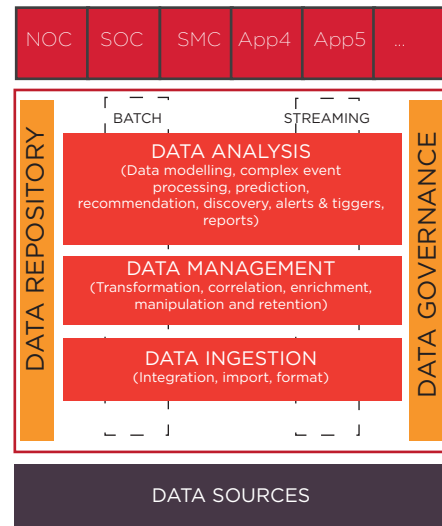 NOC SOC SMC App4 App5 ...
BATCH STREAMING
DATA REPOSITORY
DATA ANALYSIS
(Data modelling, complex event
processing, prediction,
recommendation, discovery, alerts & tiggers,
reports)
DATA MANAGEMENT
(Transformation, correlation, enrichment,
manipulation and retention)
DATA INGESTION
(Integration, import, format)
DATA GOVERNANCE
DATA SOURCES